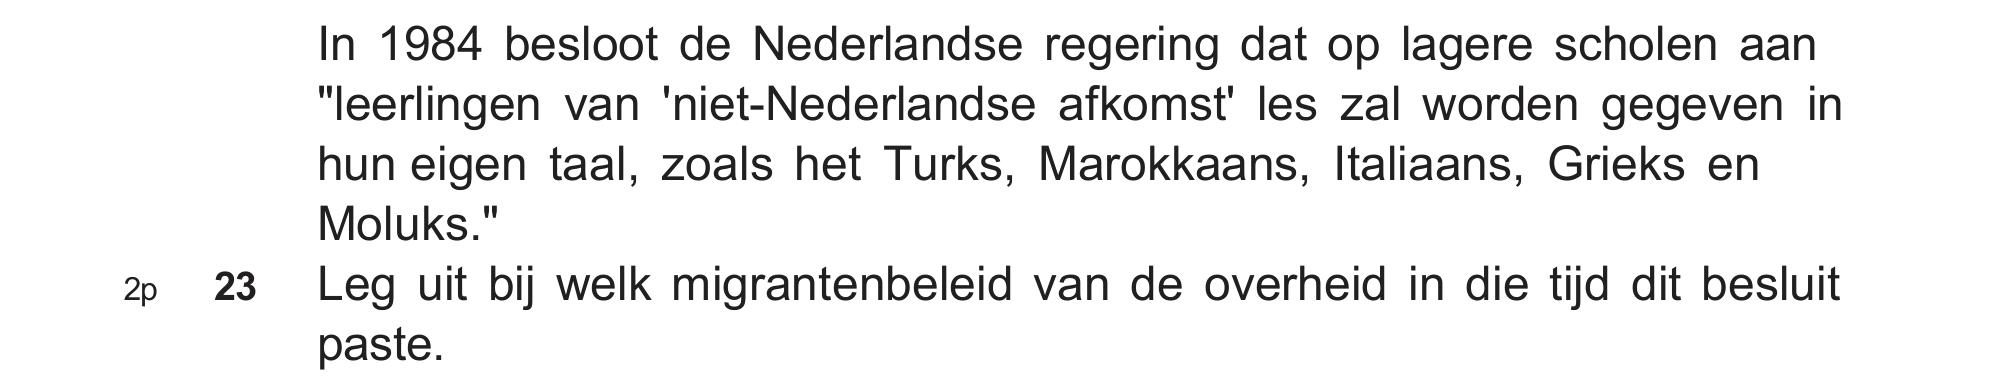 In 1984 besloot de Nederlandse regering dat op lagere scholen aan
"leerlingen van 'niet-Nederlandse afkomst' les zal worden gegeven in
hun eigen taal, zoals het Turks, Marokkaans, Italiaans, Grieks en
Moluks."
2p 23 Leg uit bij welk migrantenbeleid van de overheid in die tijd dit besluit
paste.